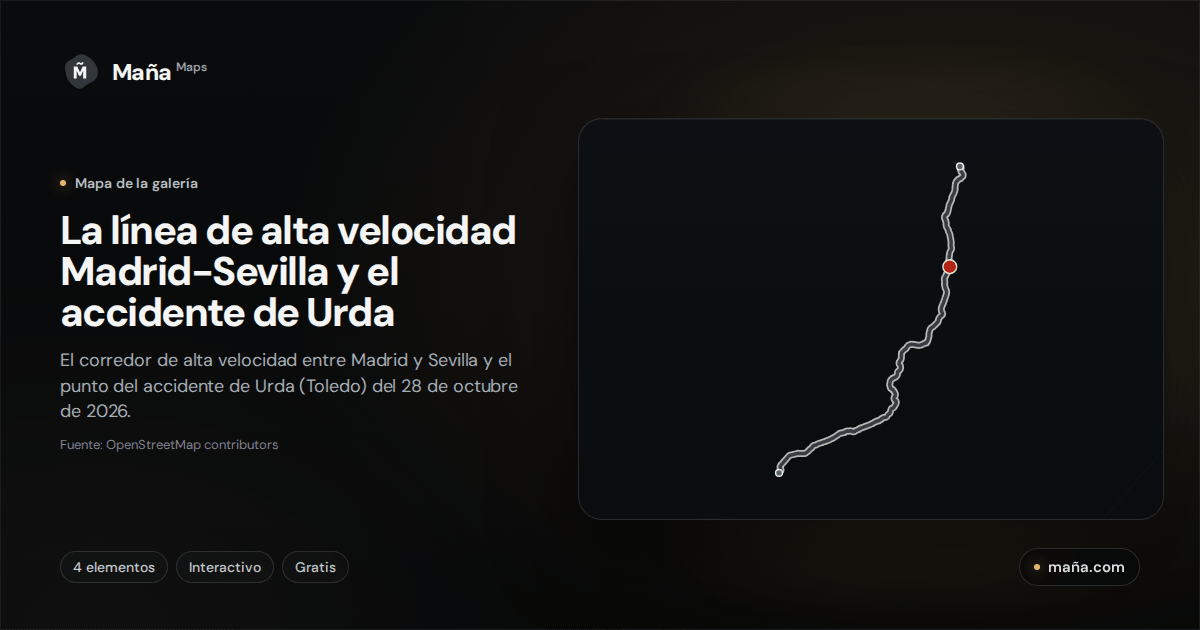 M̃
Maña Maps
Mapa de la galería
La línea de alta velocidad
Madrid–Sevilla y el
accidente de Urda
El corredor de alta velocidad entre Madrid y Sevilla y el
punto del accidente de Urda (Toledo) del 28 de octubre
de 2026.
Fuente: OpenStreetMap contributors
4 elementos
Interactivo
Gratis
maña.com